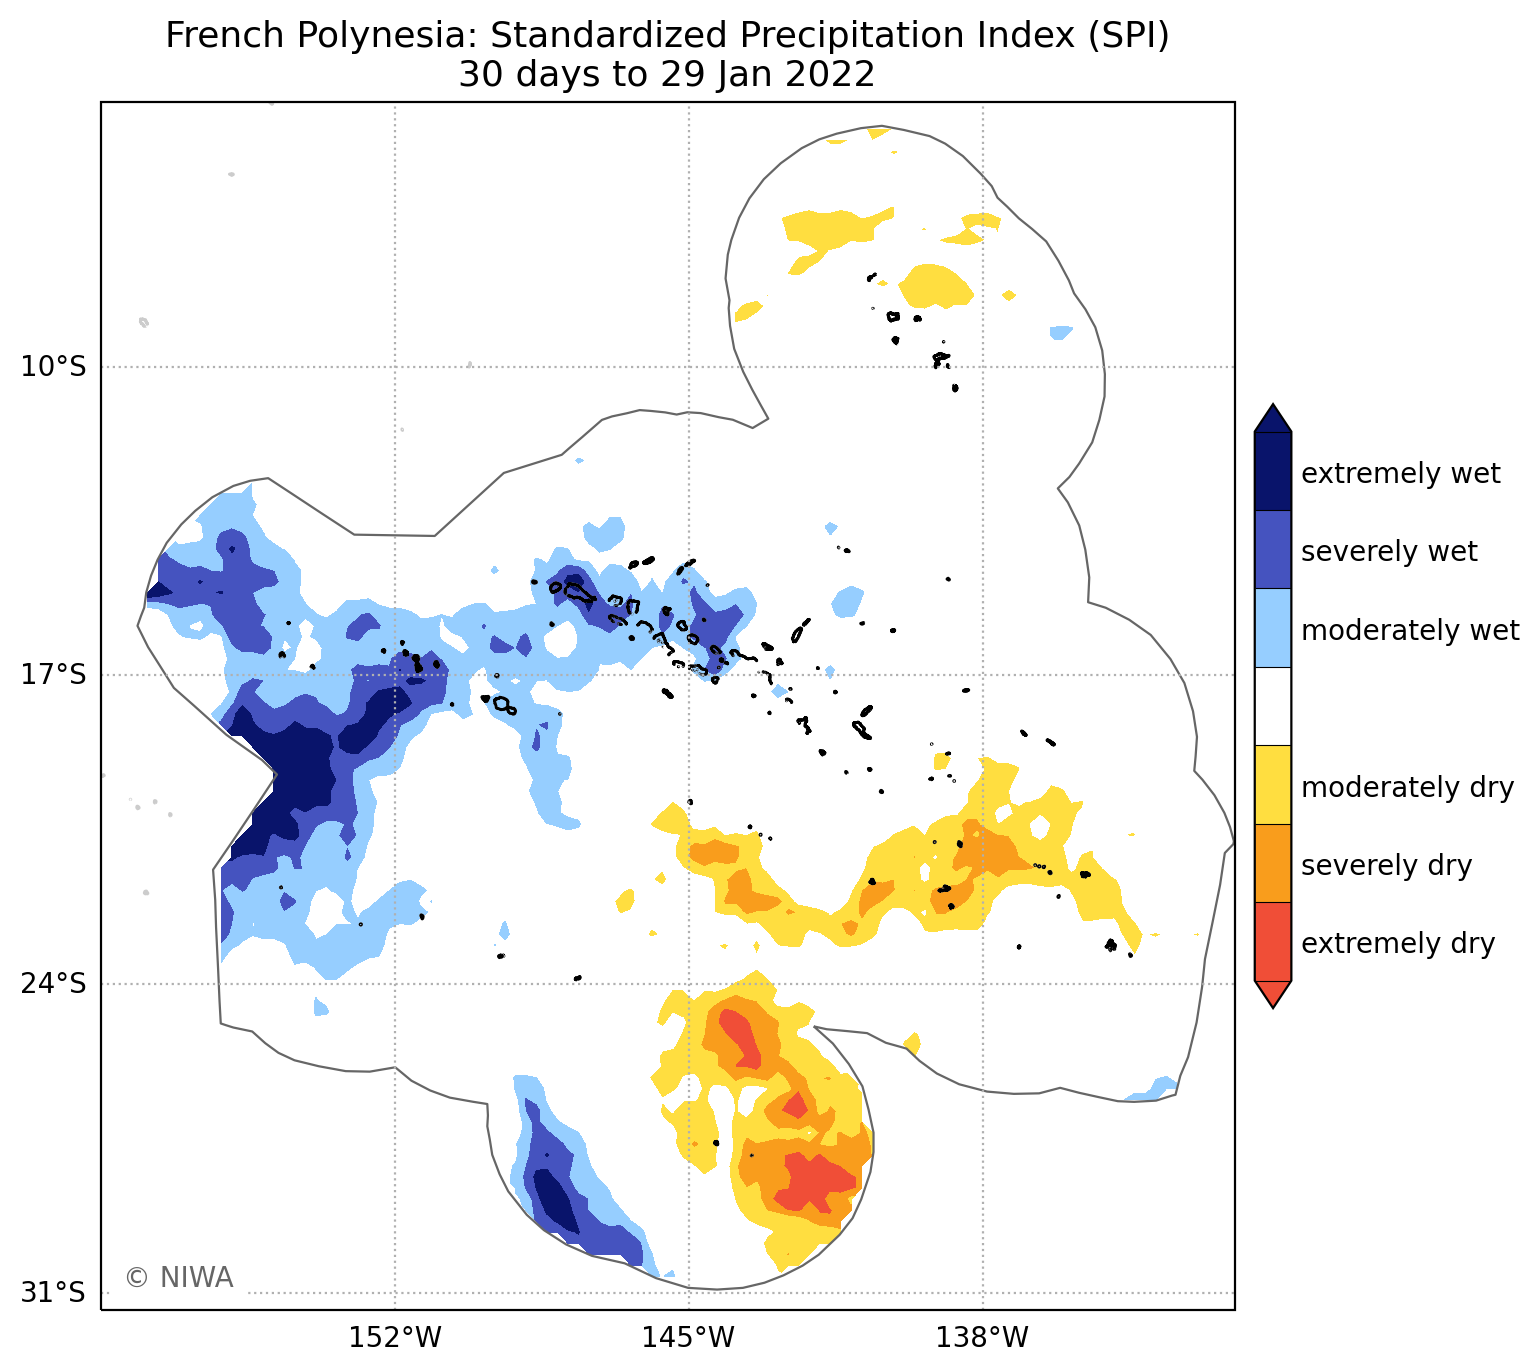 French Polynesia: Standardized Precipitation Index (SPI)
30 days to 29 Jan 2022
10°S
17°S
24°S
31°S
152°W
145°W
138°W
extremely wet
severely wet
moderately wet
moderately dry
severely dry
extremely dry
© NIWA